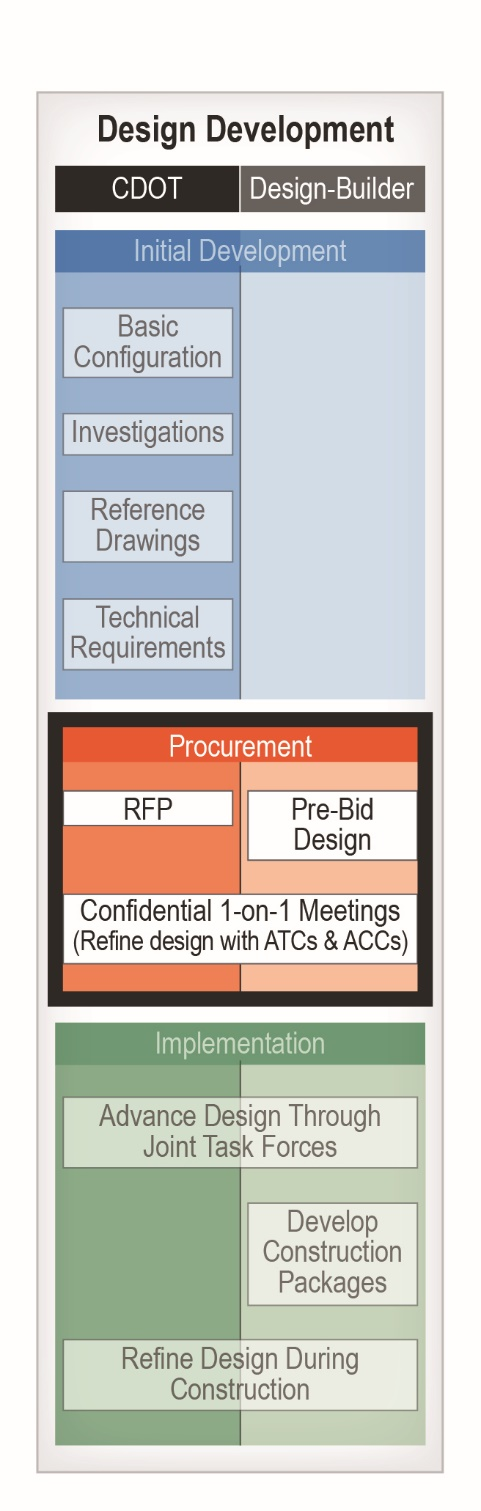 Design Development
CDOT
Design-Builder
Initial Development
Basic
Configuration
Investigations
Reference
Drawings
Technical
Requirements
Procurement
RFP
Pre-Bid
Design
Confidential 1-on-1 Meetings
(Refine design with ATCs & ACCs)
Implementation
Advance Design Through
Joint Task Forces
Develop
Construction
Packages
Refine Design During
Construction